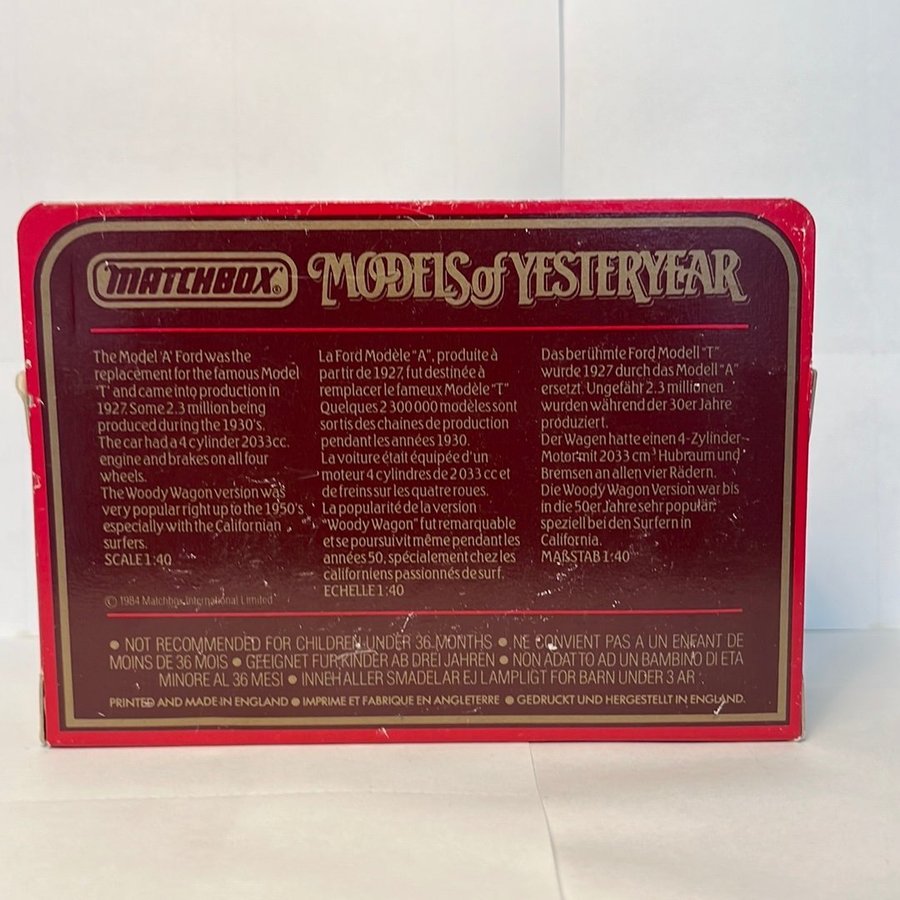 MATCHBOX
MODELS of YESTERYEAR
The Model 'A' Ford was the
replacement for the famous Model
'T' and came into production in
1927. Some 2.3 million being
produced during the 1930's.
The car had a 4 cylinder 2033cc.
engine and brakes on all four
wheels.
The Woody Wagon version was
very popular right up to the 1950's
especially with the Californian
surfers.
SCALE 1:40
© 1984 Matchbox International Limited
La Ford Modèle "A", produite à
partir de 1927, fut destinée à
remplacer le fameux Modèle "T"
Quelques 2 300 000 modèles sont
sortis des chaines de production
pendant les années 1930.
La voiture était équipée d'un
moteur 4 cylindres de 2033 cc et
de freins sur les quatre roues.
La popularité de la version
"Woody Wagon" fut remarquable
et se poursuivit même pendant les
années 50, spécialement chez les
californiens passionnés de surf.
ECHELLE 1:40
Das berühmte Ford Modell "T"
wurde 1927 durch das Modell "A"
ersetzt. Ungefähr 2.3 millionen
wurden während der 30er Jahre
produziert.
Der Wagen hatte einen 4-Zylinder-
Motor mit 2033 cm³ Hubraum und
Bremsen an allen vier Rädern.
Die Woody Wagon Version war bis
in die 50er Jahre sehr populär,
speziell bei den Surfern in
California.
MAßSTAB 1:40
● NOT RECOMMENDED FOR CHILDREN UNDER 36 MONTHS ● NE CONVIENT PAS A UN ENFANT DE
MOINS DE 36 MOIS ● GEEIGNET FUR KINDER AB DREI JAHREN ● NON ADATTO AD UN BAMBINO DI ETA
MINORE AL 36 MESI ● INNEHALLER SMADELAR EJ LAMPLIGT FOR BARN UNDER 3 AR.
PRINTED AND MADE IN ENGLAND ● IMPRIME ET FABRIQUE EN ANGLETERRE ● GEDRUCKT UND HERGESTELLT IN ENGLAND.